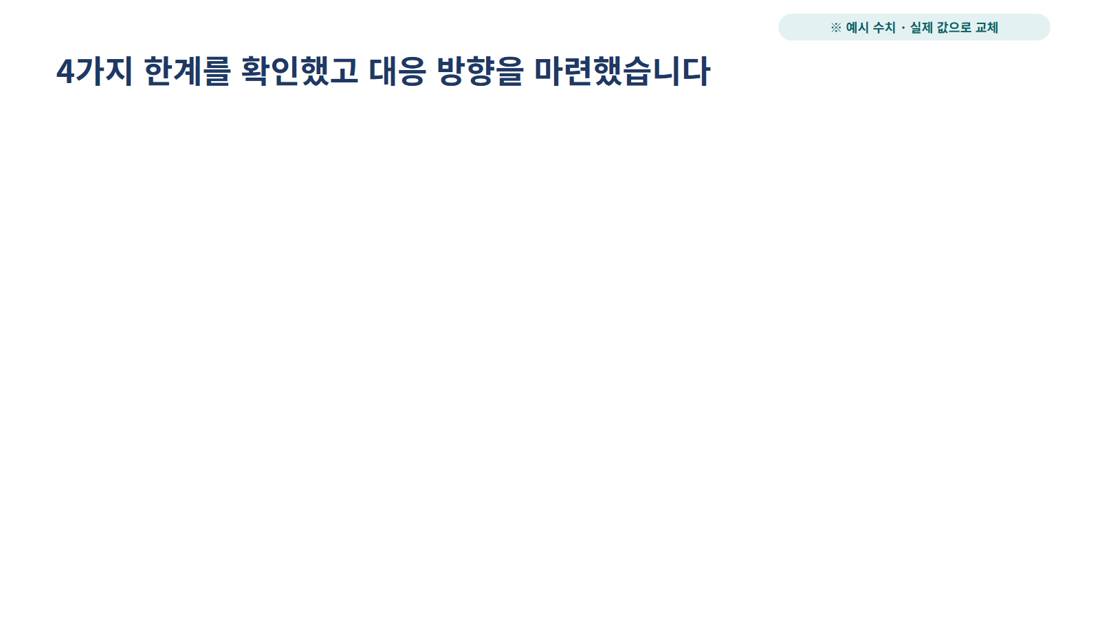 ※ 예시 수치 · 실제 값으로 교체
4가지 한계를 확인했고 대응 방향을 마련했습니다